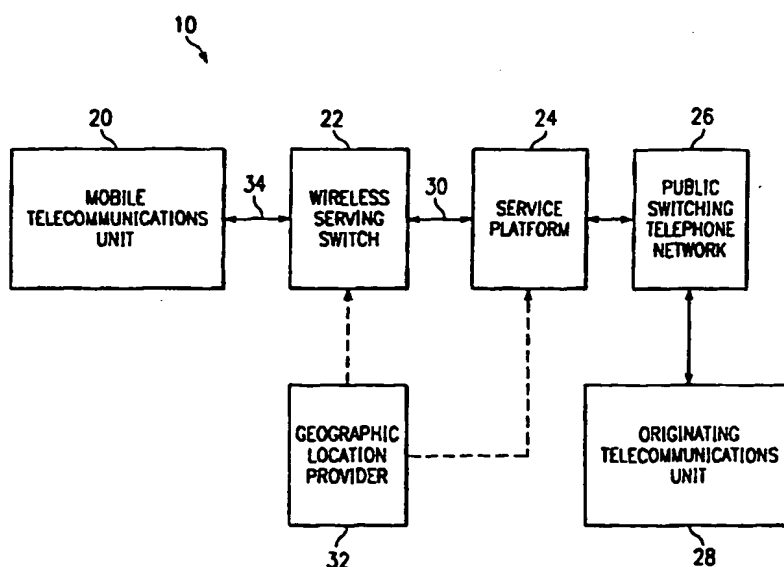 10
20
22
24
26
MOBILE
TELECOMMUNICATIONS
UNIT
34
WIRELESS
SERVING
SWITCH
30
SERVICE
PLATFORM
PUBLIC
SWITCHING
TELEPHONE
NETWORK
GEOGRAPHIC
LOCATION
PROVIDER
ORIGINATING
TELECOMMUNICATIONS
UNIT
32
28